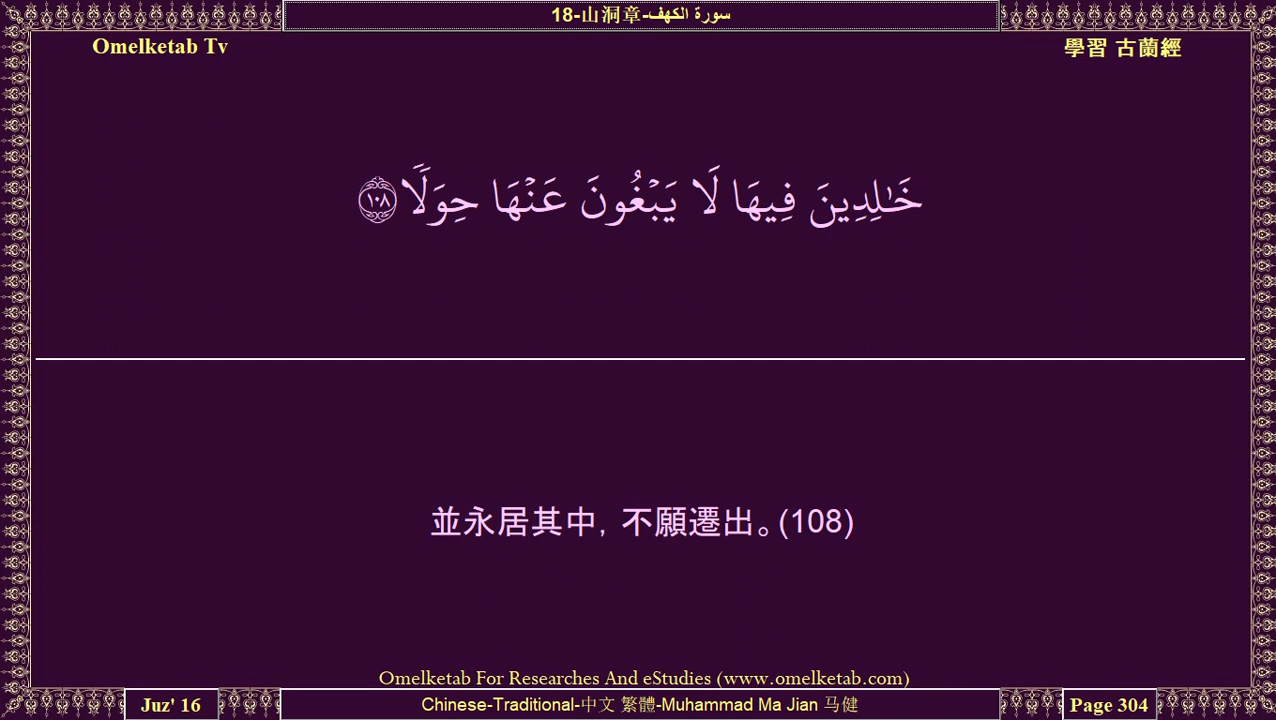 18-山洞章-سورة الكهف
Omelketab Tv
學習 古蘭經
خَـٰلِدِينَ فِيهَا لَا يَبْغُونَ عَنْهَا حِوَلًۭا ١٠٨
並永居其中，不願遷出。(108)
Omelketab For Researches And eStudies (www.omelketab.com)
Juz' 16
Chinese-Traditional-中文 繁體-Muhammad Ma Jian 马健
Page 304